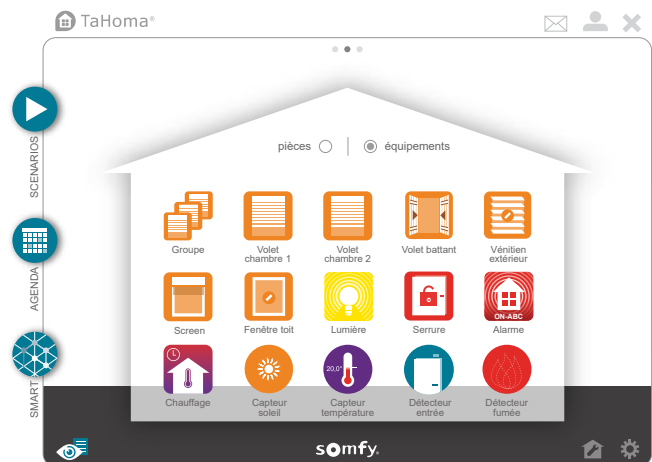 TaHoma®
pièces
équipements
SCENARIOS
AGENDA
SMART
Groupe
Volet
chambre 1
Volet
chambre 2
Volet battant
Vénitien
extérieur
Screen
Fenêtre toit
Lumière
Serrure
ON-ABC
Alarme
20,0°
Chauffage
Capteur
soleil
Capteur
température
Détecteur
entrée
Détecteur
fumée
somfy.